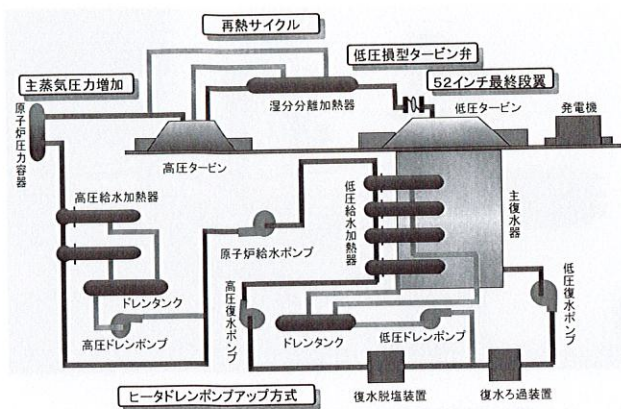 再熱サイクル
低圧損型タービン弁
主蒸気圧力増加
52インチ最終段翼
湿分分離加熱器
低圧タービン
発電機
原子炉圧力容器
高圧タービン
高圧給水加熱器
低圧給水加熱器
主復水器
原子炉給水ポンプ
ドレンタンク
高圧ドレンポンプ
高圧復水ポンプ
ドレンタンク
低圧ドレンポンプ
低圧復水ポンプ
ヒータドレンポンプアップ方式
復水脱塩装置
復水ろ過装置